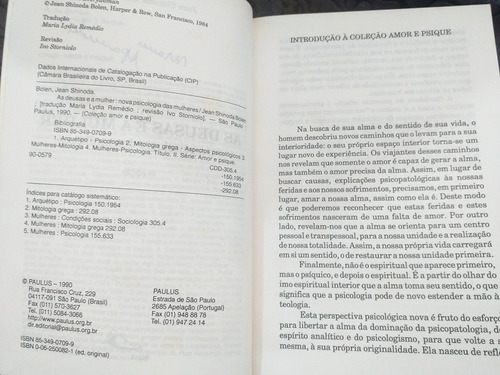 © Jean Shinoda Bolen, Harper & Row, San Francisco, 1984
Tradução
Maria Lydia Remédio
Revisão
Ivo Storniolo
Dados Internacionais de Catalogação na Publicação (CIP)
(Câmara Brasileira do Livro, SP, Brasil)
Bolen, Jean Shinoda.
As deusas e a mulher : nova psicologia das mulheres / Jean Shinoda Bolen;
[tradução Maria Lydia Remédio ; revisão Ivo Storniolo]. — São Paulo :
Paulus, 1990. — (Coleção amor e psique)
Bibliografia
ISBN 85-349-0709-9
1. Arquétipo : Psicologia 2. Mitologia grega - Aspectos psicológicos 3.
Mulheres-Mitologia 4. Mulheres-Psicologia. Título. II. Série: Amor e psique.
CDD-305.4
-150.1954
-155.633
90-0579
-292.08
Índices para catálogo sistemático:
1. Arquétipo : Psicologia 150.1954
2. Mitologia grega : 292.08
3. Mulheres : Condições sociais : Sociologia 305.4
4. Mulheres : Mitologia grega 292.08
5. Mulheres : Psicologia 155.633
© PAULUS – 1990
Rua Francisco Cruz, 229
04117-091 São Paulo (Brasil)
Fax (011) 570-3627
Tel. (011) 5084-3066
http://www.paulus.org.br
dir.editorial@paulus.org.br
PAULUS
Estrada de São Paulo
2685 Apelação (Portugal)
Fax (01) 948 88 78
Tel. (01) 947 24 14
ISBN 85-349-0709-9
ISBN 0-06-250082-1 (ed. original)
INTRODUÇÃO À COLEÇÃO AMOR E PSIQUE
Na busca de sua alma e do sentido de sua vida, o
homem descobriu novos caminhos que o levam para a sua
interioridade: o seu próprio espaço interior torna-se um
lugar novo de experiência. Os viajantes desses caminhos
nos revelam que somente o amor é capaz de gerar a alma,
mas também o amor precisa da alma. Assim, em lugar de
buscar causas, explicações psicopatológicas às nossas
feridas e aos nossos sofrimentos, precisamos, em primeiro
lugar, amar a nossa alma, assim como ela é. Deste modo
é que poderemos reconhecer que estas feridas e estes
sofrimentos nasceram de uma falta de amor. Por outro
lado, revelam-nos que a alma se orienta para um centro
pessoal e transpessoal, para a nossa unidade e a realização
de nossa totalidade. Assim, a nossa própria vida carregará
em si um sentido, o de restaurar a nossa unidade primeira.
Finalmente, não é o espiritual que aparece primeiro,
mas o psíquico, e depois o espiritual. É a partir do olhar do
imo espiritual interior que a alma toma seu sentido, o que
significa que a psicologia pode de novo estender a mão à
teologia.
Esta perspectiva psicológica nova é fruto do esforço
para libertar a alma da dominação da psicopatologia, do
espírito analítico e do psicologismo, para que volte a
mesma, à sua própria originalidade. Ela nasceu de